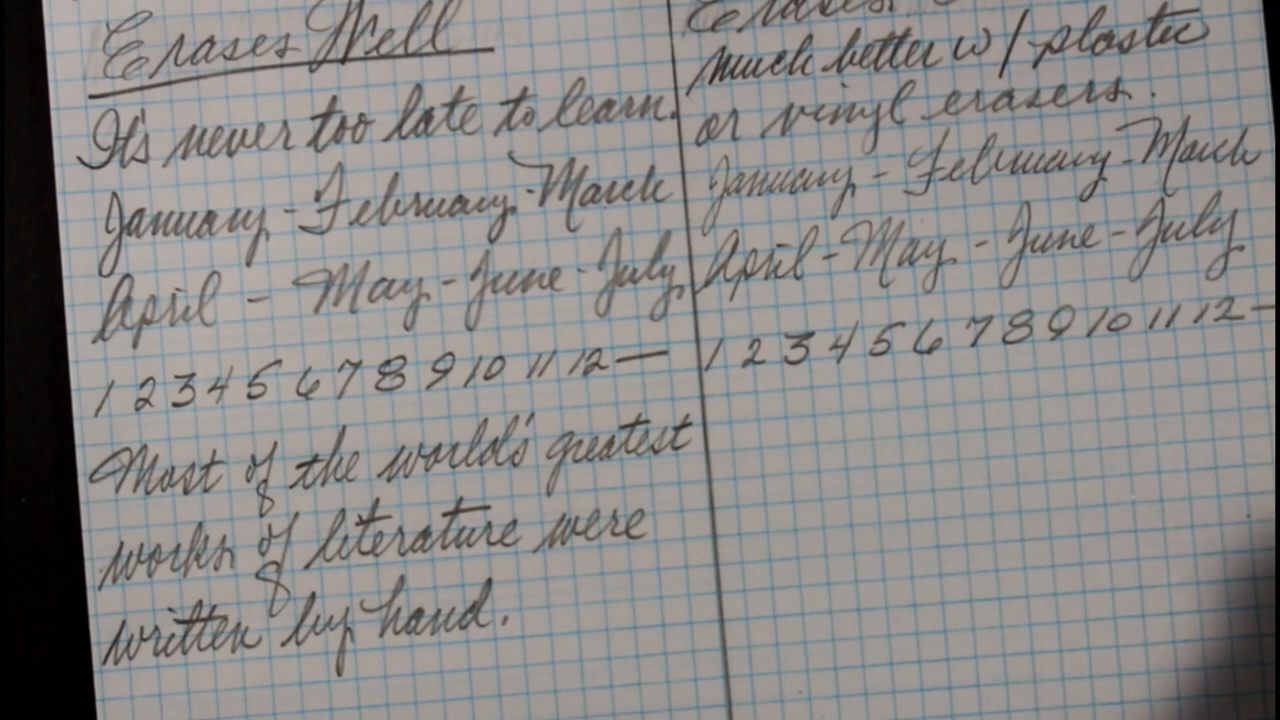 Erases Well
It's never too late to learn.
January - February - March
April - May - June - July
1 2 3 4 5 6 7 8 9 10 11 12 —
Most of the world's greatest
works of literature were
written by hand.
Erases
much better w/ plastic
or vinyl erasers.
January - February - March
April - May - June - July
1 2 3 4 5 6 7 8 9 10 11 12 —